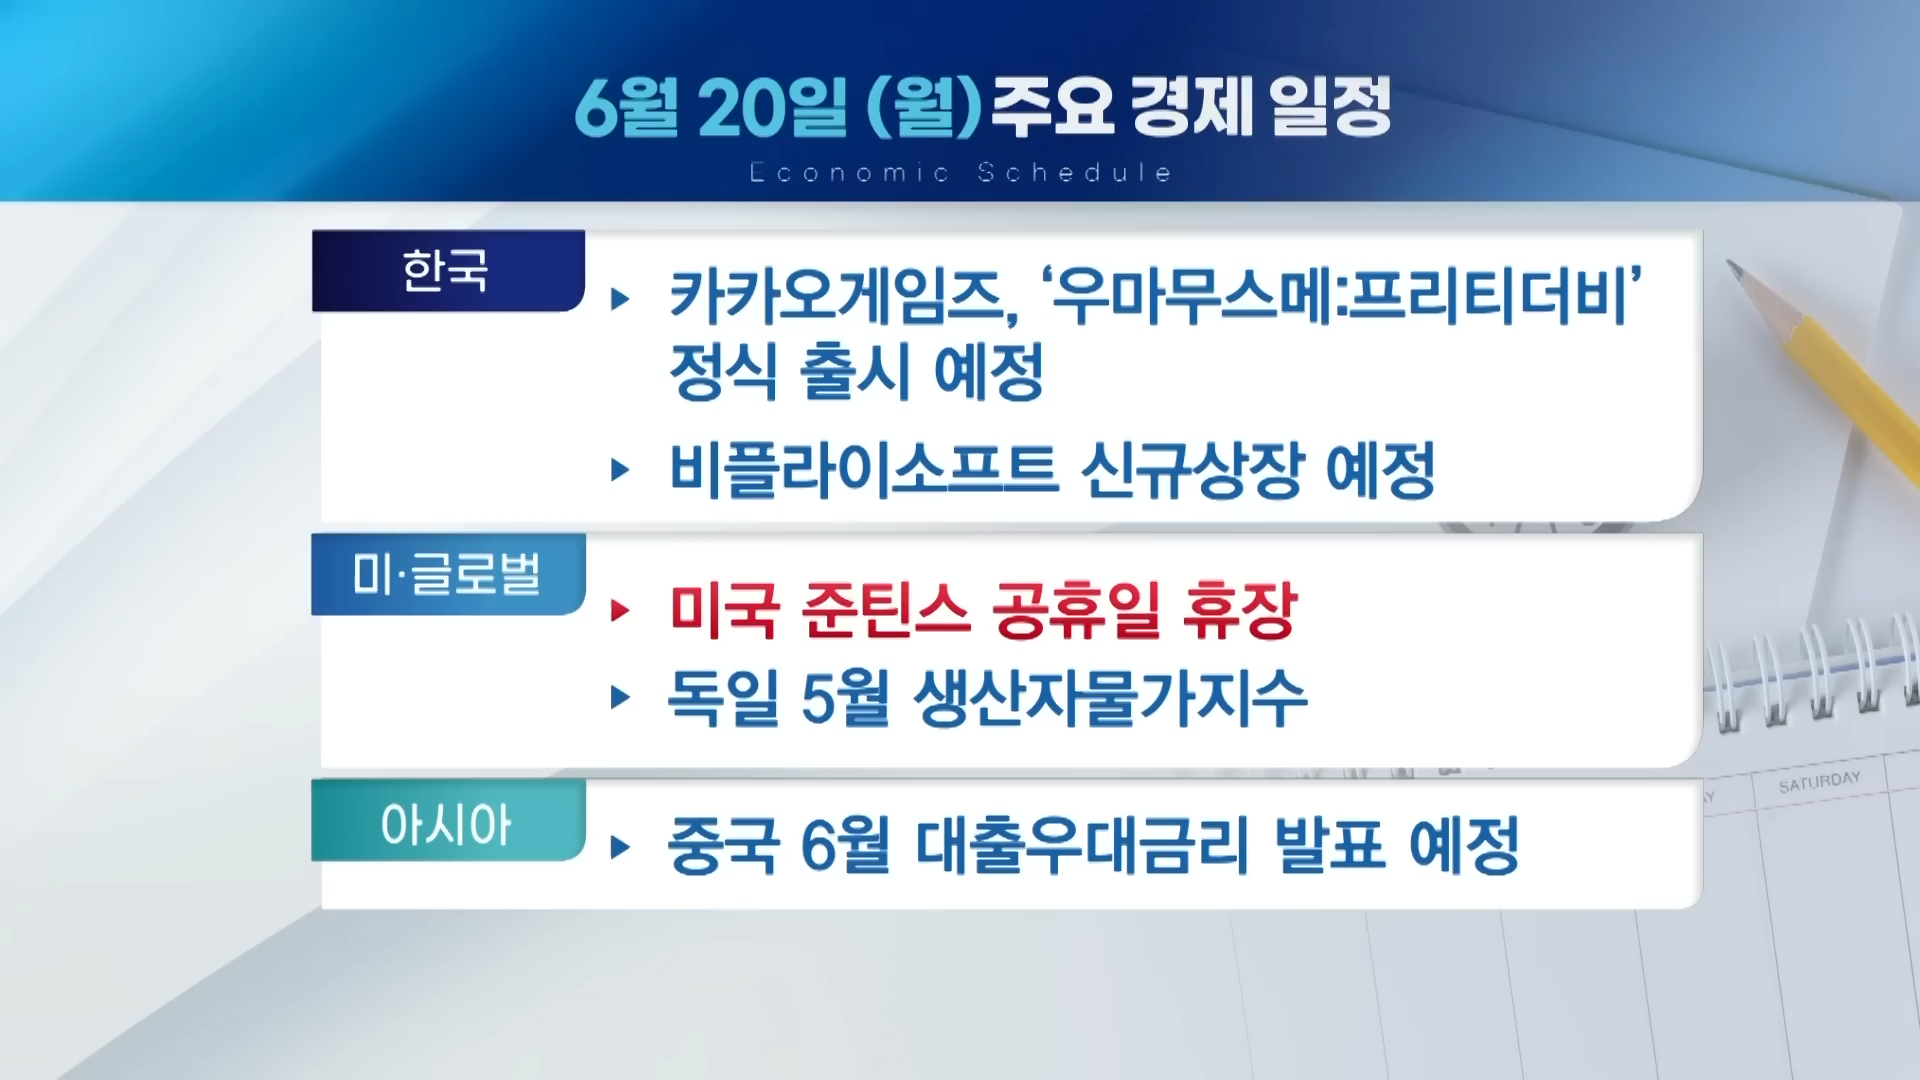 6월 20일 (월) 주요 경제 일정
Economic Schedule
한국
▶ 카카오게임즈, ‘우마무스메:프리티더비’
정식 출시 예정
▶ 비플라이소프트 신규상장 예정
미·글로벌
▶ 미국 준틴스 공휴일 휴장
▶ 독일 5월 생산자물가지수
아시아
▶ 중국 6월 대출우대금리 발표 예정
SATURDAY